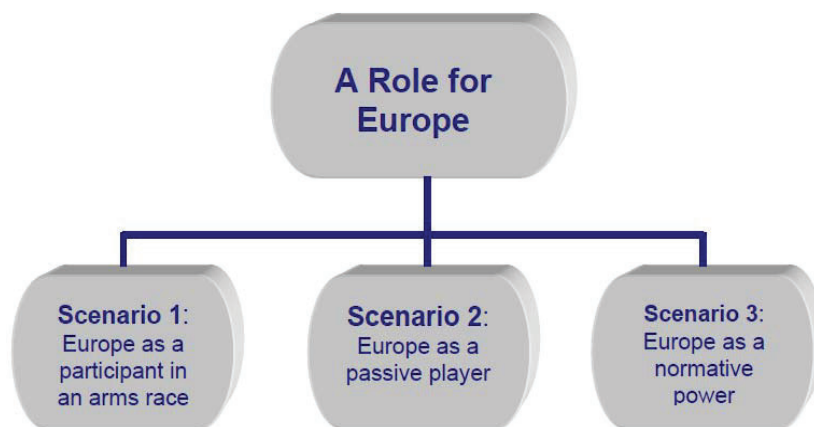 A Role for
Europe
Scenario 1:
Europe as a
participant in
an arms race
Scenario 2:
Europe as a
passive player
Scenario 3:
Europe as a
normative
power